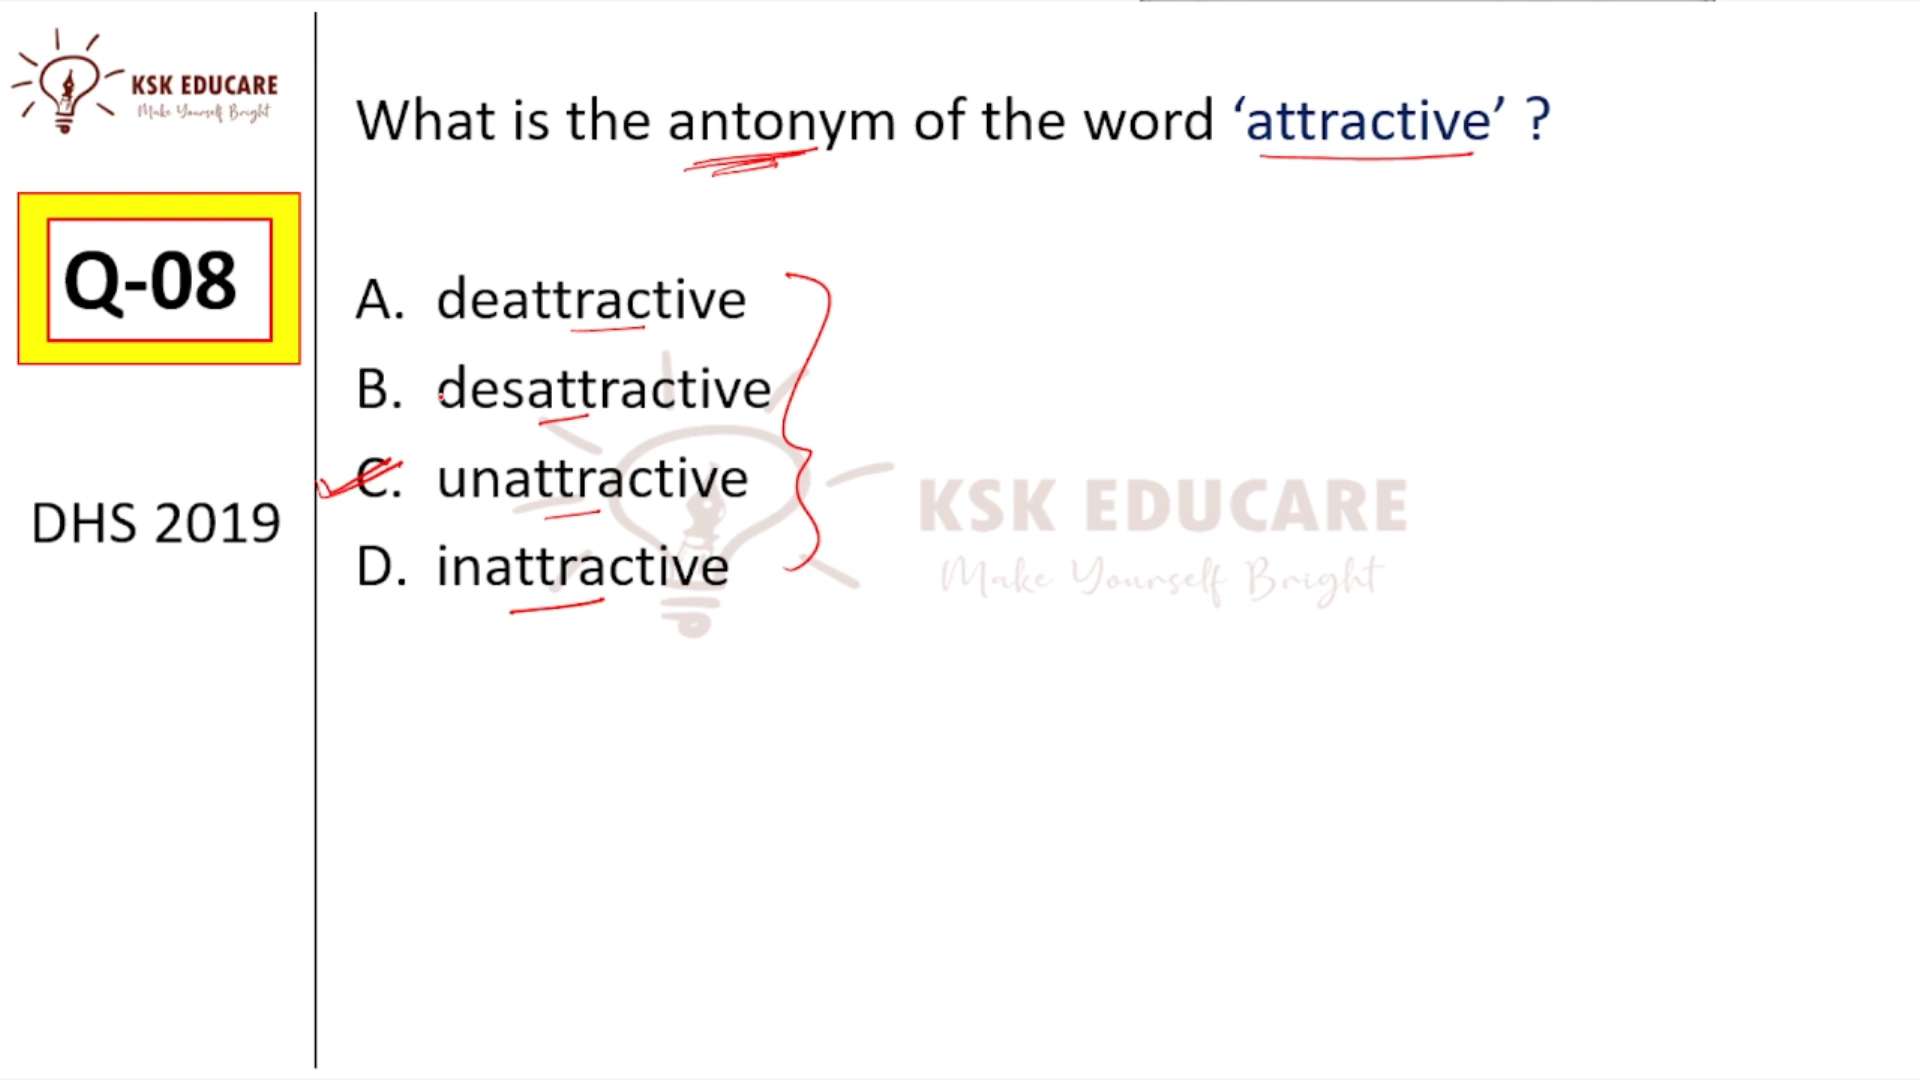 KSK EDUCARE
Make Yourself Bright
Q-08
DHS 2019
What is the antonym of the word ‘attractive’ ?
A. deattractive
B. desattractive
C. unattractive
D. inattractive
KSK EDUCARE
Make Yourself Bright